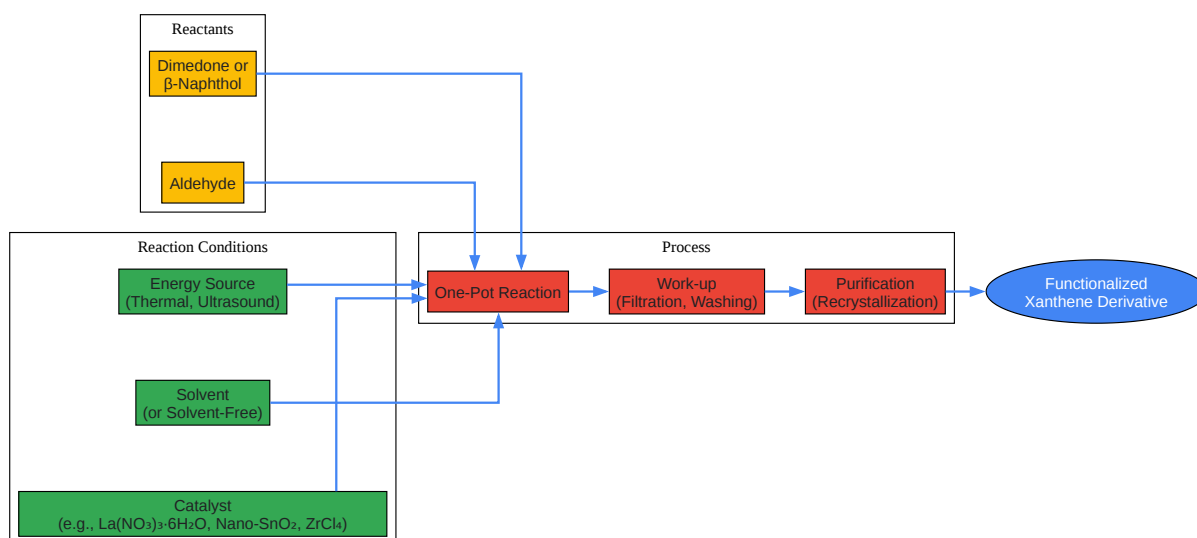 Reactants
Dimedone or
β-Naphthol
Aldehyde
Reaction Conditions
Energy Source
(Thermal, Ultrasound)
Solvent
(or Solvent-Free)
Catalyst
(e.g., La(NO₃)₃·6H₂O, Nano-SnO₂, ZrCl₄)
Process
One-Pot Reaction
Work-up
(Filtration, Washing)
Purification
(Recrystallization)
Functionalized
Xanthene Derivative